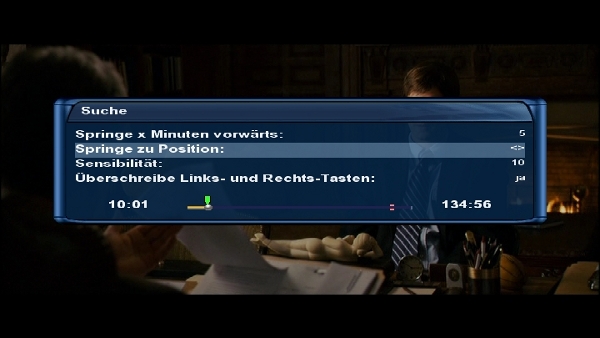 Suche
Springe x Minuten vorwärts: 5
Springe zu Position: <>
Sensibilität: 10
Überschreibe Links- und Rechts-Tasten: ja
10:01 134:56